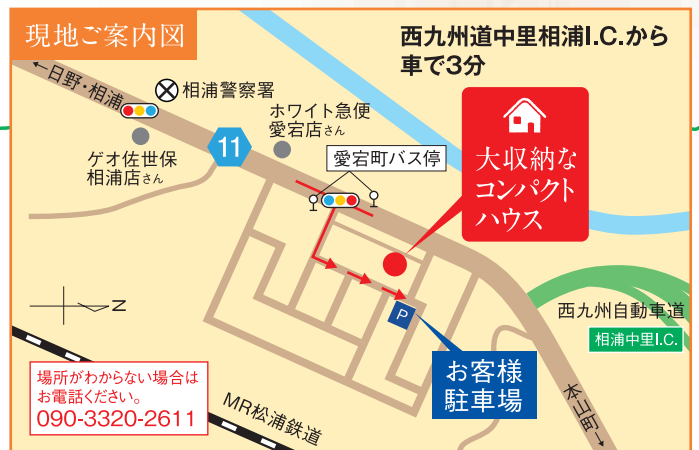 現地ご案内図
西九州道中里相浦I.C.から
車で3分
←日野・相浦
相浦警察署
ホワイト急便
愛宕店さん
11
ゲオ佐世保
相浦店さん
愛宕町バス停
大収納な
コンパクト
ハウス
N
西九州自動車道
相浦中里I.C.
P
お客様
駐車場
場所がわからない場合は
お電話ください。
090-3320-2611
MR松浦鉄道
本山町→